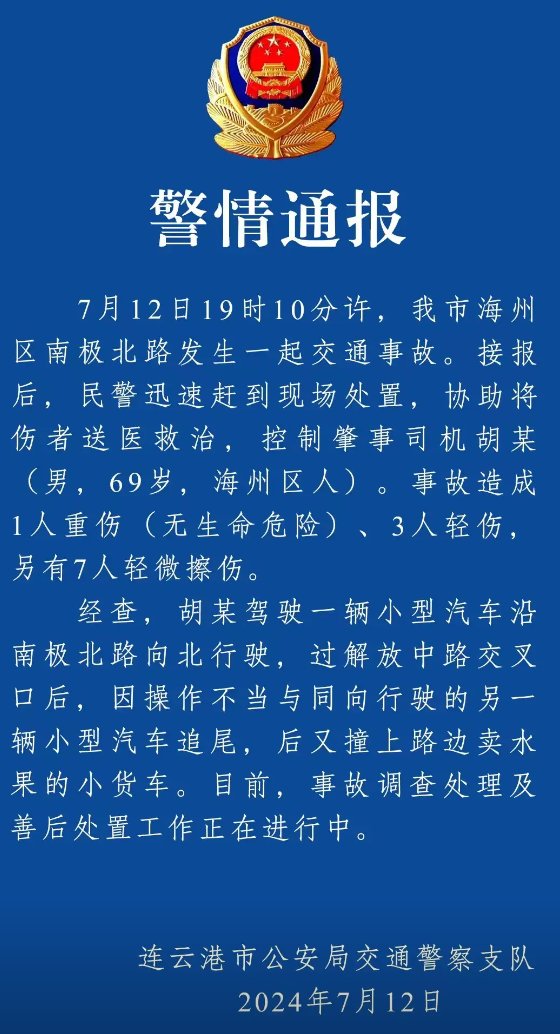 警情通报
7月12日19时10分许，我市海州
区南极北路发生一起交通事故。接报
后，民警迅速赶到现场处置，协助将
伤者送医救治，控制肇事司机胡某
（男，69岁，海州区人）。事故造成
1人重伤（无生命危险）、3人轻伤，
另有7人轻微擦伤。
经查，胡某驾驶一辆小型汽车沿
南极北路向北行驶，过解放中路交叉
口后，因操作不当与同向行驶的另一
辆小型汽车追尾，后又撞上路边卖水
果的小货车。目前，事故调查处理及
善后处置工作正在进行中。
连云港市公安局交通警察支队
2024年7月12日